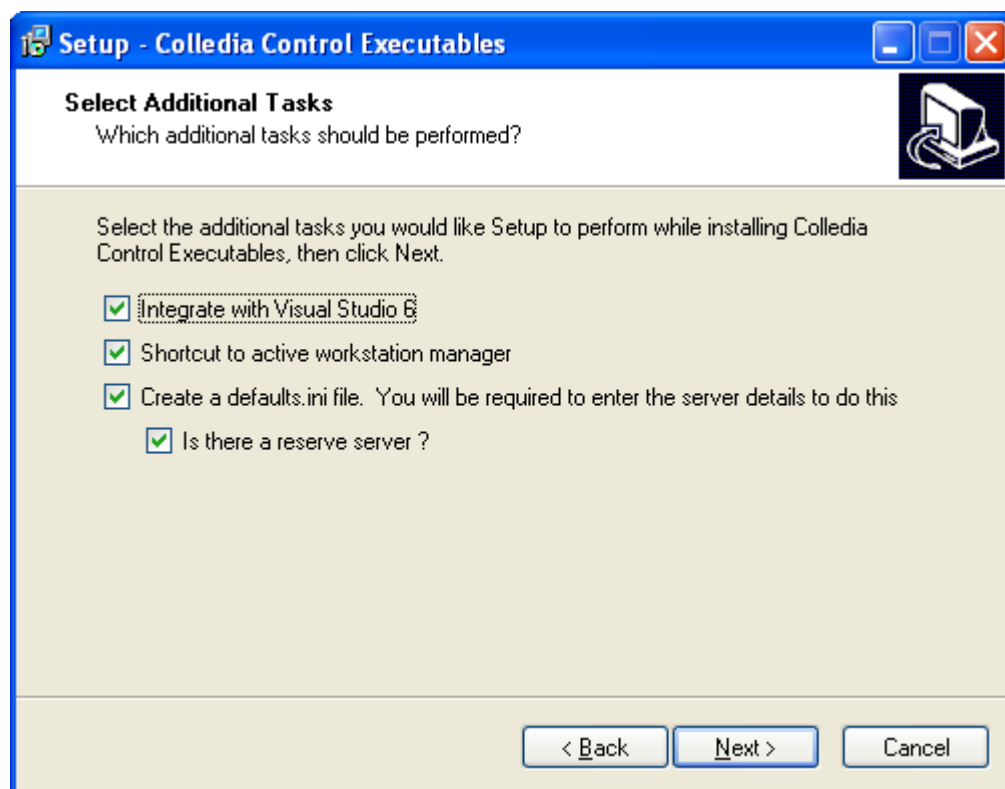 Setup - Colledia Control Executables
Select Additional Tasks
Which additional tasks should be performed?
Select the additional tasks you would like Setup to perform while installing Colledia
Control Executables, then click Next.
Integrate with Visual Studio 6
Shortcut to active workstation manager
Create a defaults.ini file.  You will be required to enter the server details to do this
Is there a reserve server ?
< Back Next > Cancel